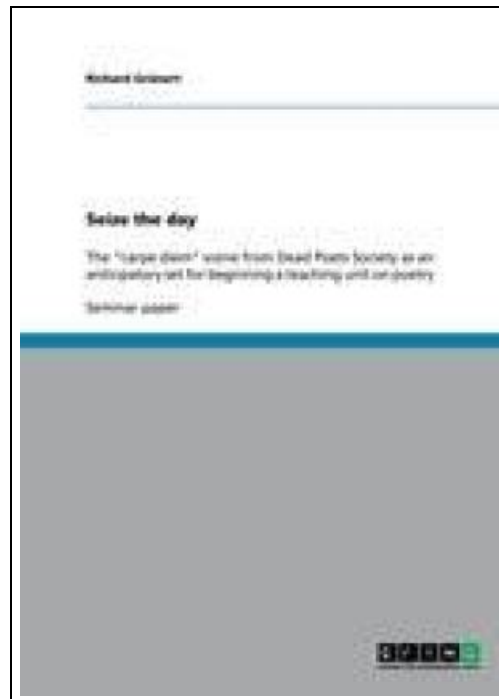 Richard
Seize the day
The "carpe diem" scene from Dead Poets Society as an
anticipatory set for beginning a teaching unit on poetry
Seminar paper